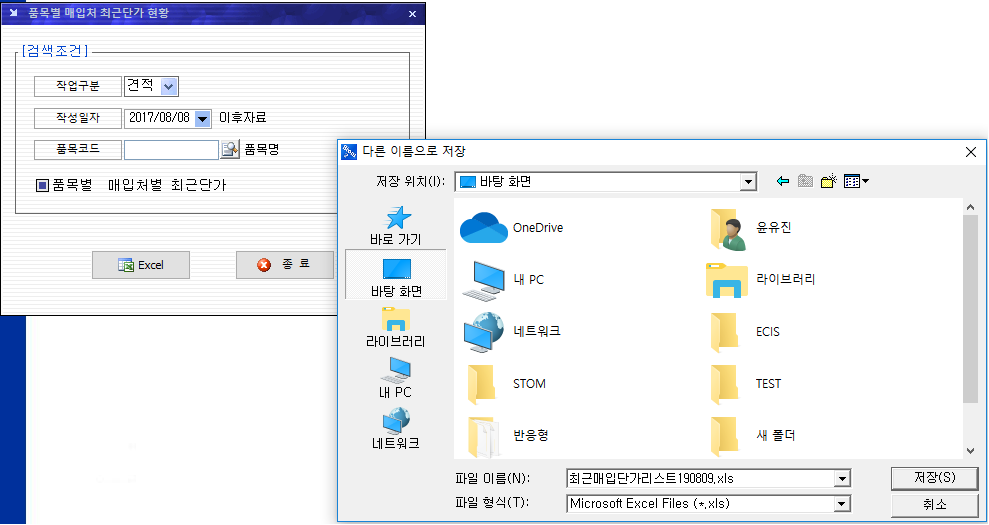 품목별 매입처 최근단가 현황
[검색조건]
작업구분 견적
작성일자 2017/08/08 이후자료
품목코드 품목명
품목별 매입처별 최근단가
Excel 종 료
다른 이름으로 저장
저장 위치(I): 바탕 화면
바로 가기
바탕 화면
라이브러리
내 PC
네트워크
OneDrive 윤유진
내 PC 라이브러리
네트워크 ECIS
STOM TEST
반응형 새 폴더
파일 이름(N): 최근매입단가리스트190809.xls 저장(S)
파일 형식(T): Microsoft Excel Files (*.xls) 취소